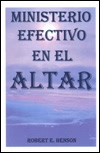 MINISTERIO
EFECTIVO
EN EL
ALTAR
ROBERT E. HENSON